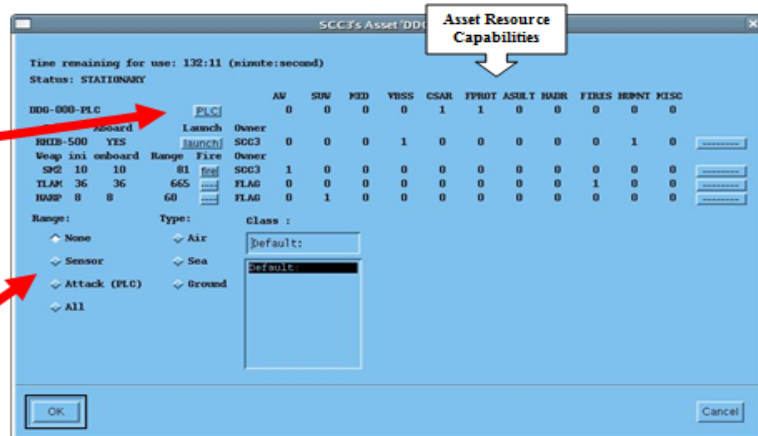 SCC3's Asset 'DDG
Asset Resource
Capabilities
Time remaining for use: 132:11 (minute:second)
Status: STATIONARY
AW SUW MED VBSS CSAR FPROT ASULT HADR FIRES HUMNT MISC
DDG-000-PLC PLC 0 0 0 0 1 1 0 0 0 0 0
Aboard Launch Owner
RHIB-500 YES launch SCC3 0 0 0 1 0 0 0 0 0 1 0 --------
Weap ini onboard Range Fire Owner
SM2 10 10 81 fire SCC3 1 0 0 0 0 0 0 0 0 0 0 --------
TLAM 36 36 665 ---- FLAG 0 0 0 0 0 0 0 0 1 0 0 --------
HARP 8 8 60 ---- FLAG 0 1 0 0 0 0 0 0 0 0 0 --------
Range: Type: Class :
None Air Default:
Sensor Sea Default:
Attack (PLC) Ground
All
OK Cancel